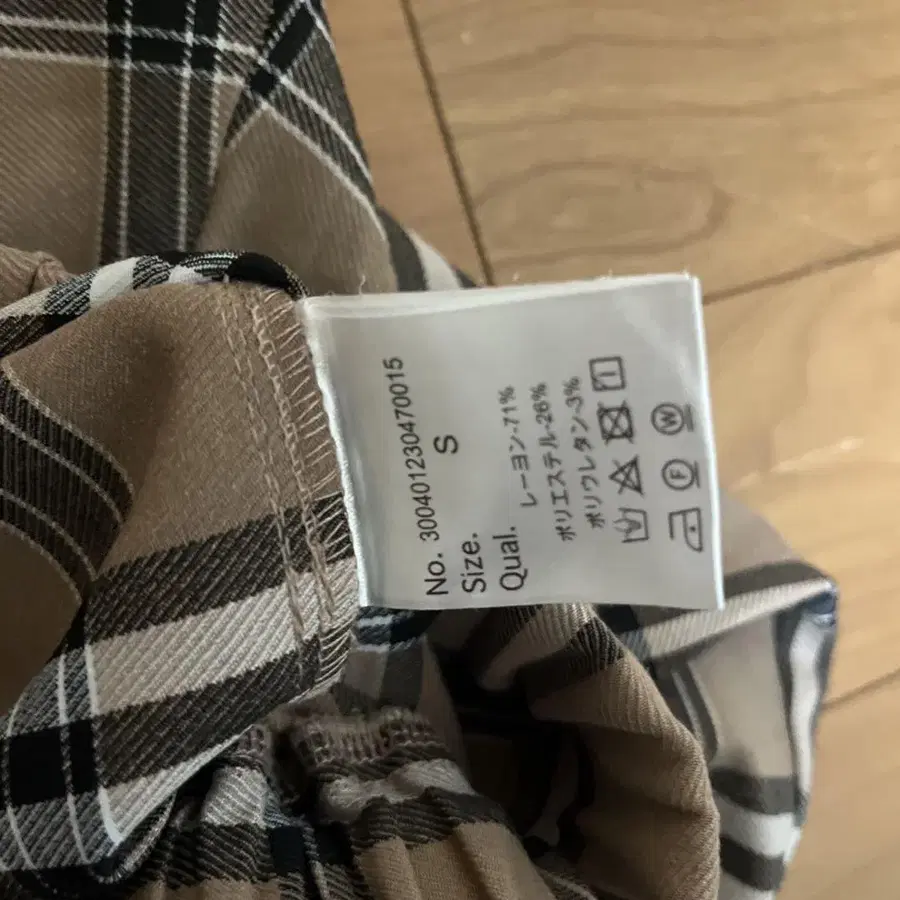 No. 300401230470015
Size. S
Qual.
レーヨン-71%
ポリエステル-26%
ポリウレタン-3%
F W